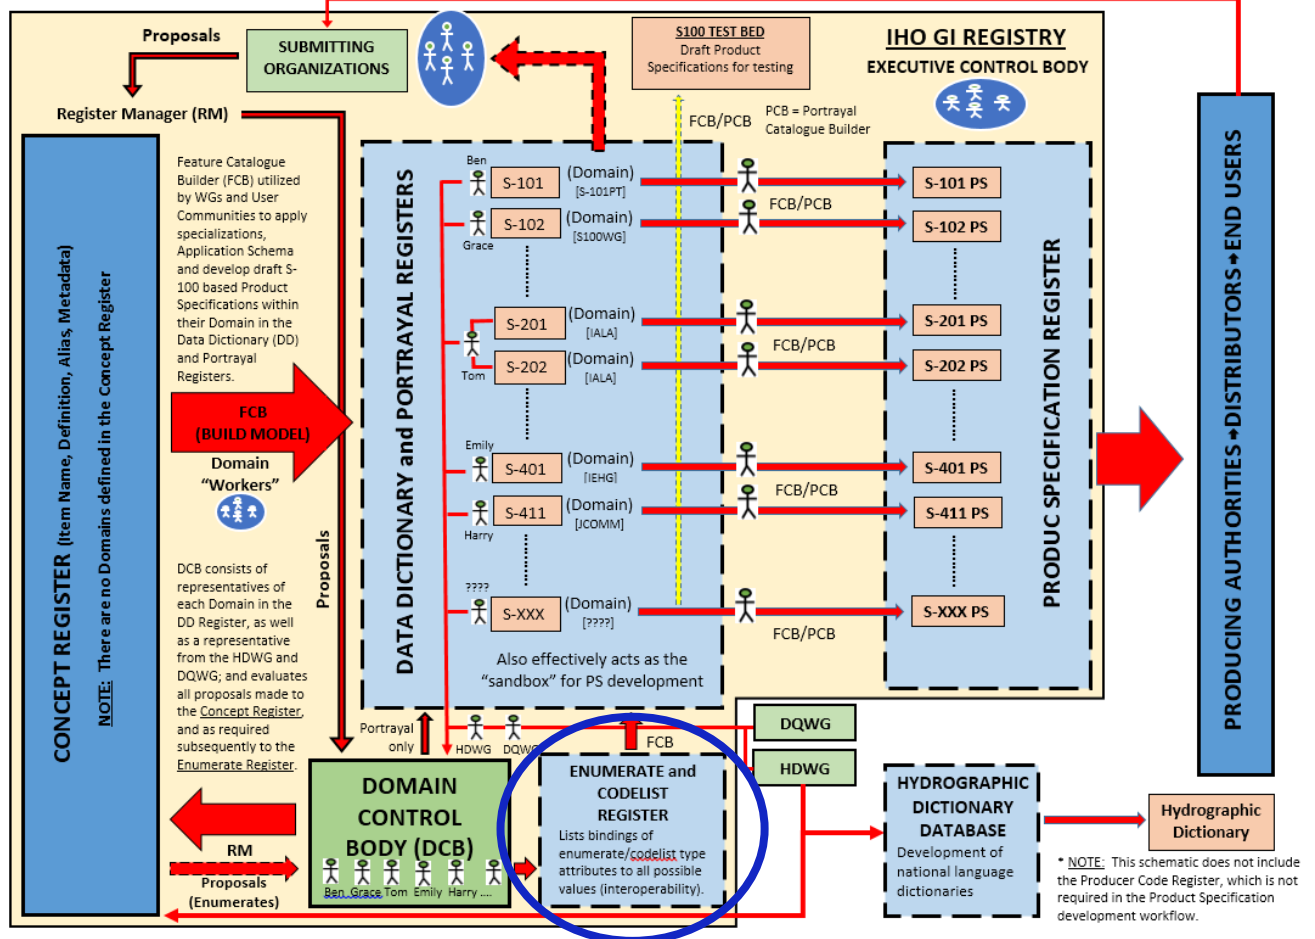 Proposals
SUBMITTING
ORGANIZATIONS
Register Manager (RM)
S100 TEST BED
Draft Product
Specifications for testing
IHO GI REGISTRY
EXECUTIVE CONTROL BODY
FCB/PCB
PCB = Portrayal
Catalogue Builder
CONCEPT REGISTER (Item Name, Definition, Alias, Metadata)
NOTE: There are no Domains defined in the Concept Register
Feature Catalogue
Builder (FCB) utilized
by WGs and User
Communities to apply
specializations,
Application Schema
and develop draft S-
100 based Product
Specifications within
their Domain in the
Data Dictionary (DD)
and Portrayal
Registers.
FCB
(BUILD MODEL)
Domain
“Workers”
Proposals
DCB consists of
representatives of
each Domain in the
DD Register, as well
as a representative
from the HDWG and
DQWG; and evaluates
all proposals made to
the Concept Register,
and as required
subsequently to the
Enumerate Register.
RM
Proposals
(Enumerates)
DATA DICTIONARY and PORTRAYAL REGISTERS
Ben
S-101
(Domain)
[S-101PT]
FCB/PCB
S-101 PS
Grace
S-102
(Domain)
[S100WG]
S-102 PS
S-201
(Domain)
[IALA]
FCB/PCB
S-201 PS
Tom
S-202
(Domain)
[IALA]
S-202 PS
Emily
S-401
(Domain)
[IEHG]
FCB/PCB
S-401 PS
Harry
S-411
(Domain)
[JCOMM]
S-411 PS
????
S-XXX
(Domain)
[????]
FCB/PCB
S-XXX PS
Also effectively acts as the
“sandbox” for PS development
PRODUC SPECIFICATION REGISTER
PRODUCING AUTHORITIES➔DISTRIBUTORS➔END USERS
Portrayal
only
HDWG
DQWG
FCB
DQWG
HDWG
DOMAIN
CONTROL
BODY (DCB)
Ben Grace Tom Emily Harry ....
ENUMERATE and
CODELIST
REGISTER
Lists bindings of
enumerate/codelist type
attributes to all possible
values (interoperability).
HYDROGRAPHIC
DICTIONARY
DATABASE
Development of
national language
dictionaries
Hydrographic
Dictionary
* NOTE: This schematic does not include
the Producer Code Register, which is not
required in the Product Specification
development workflow.